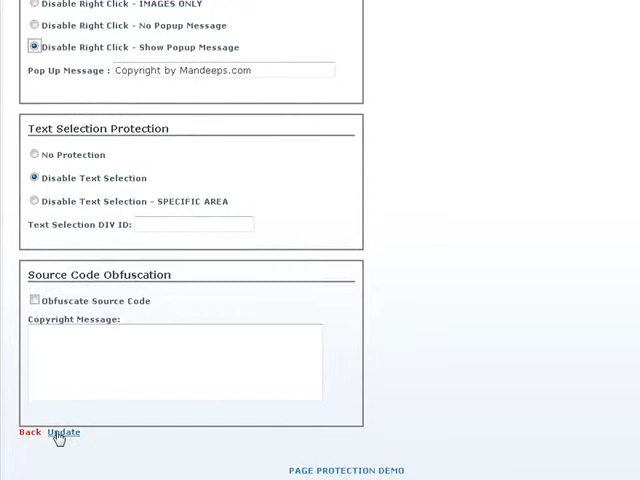 Disable Right Click - IMAGES ONLY
Disable Right Click - No Popup Message
Disable Right Click - Show Popup Message
Pop Up Message : Copyright by Mandeeps.com
Text Selection Protection
No Protection
Disable Text Selection
Disable Text Selection - SPECIFIC AREA
Text Selection DIV ID:
Source Code Obfuscation
Obfuscate Source Code
Copyright Message:
Back Update
PAGE PROTECTION DEMO